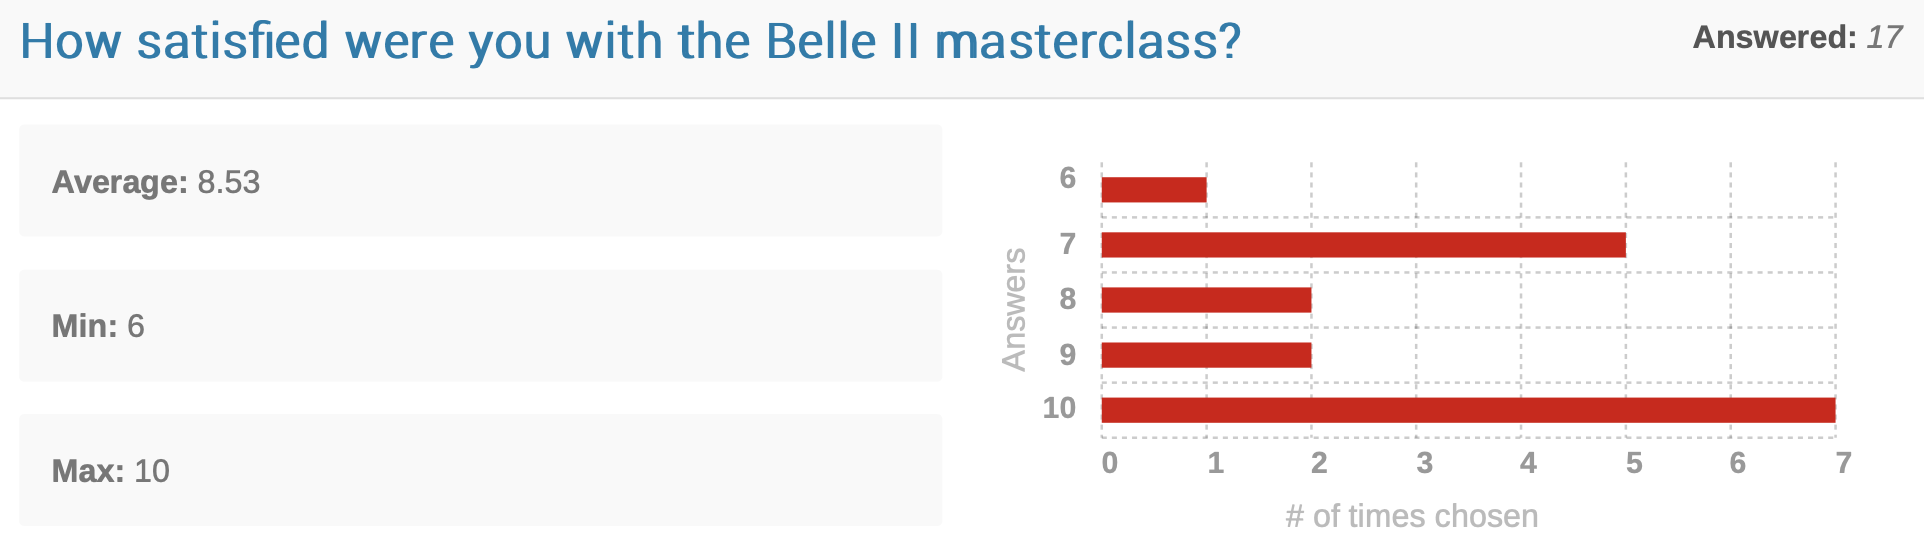 How satisfied were you with the Belle II masterclass?
Answered: 17
Average: 8.53
Min: 6
Max: 10
Answers
6
7
8
9
10
0 1 2 3 4 5 6 7
# of times chosen